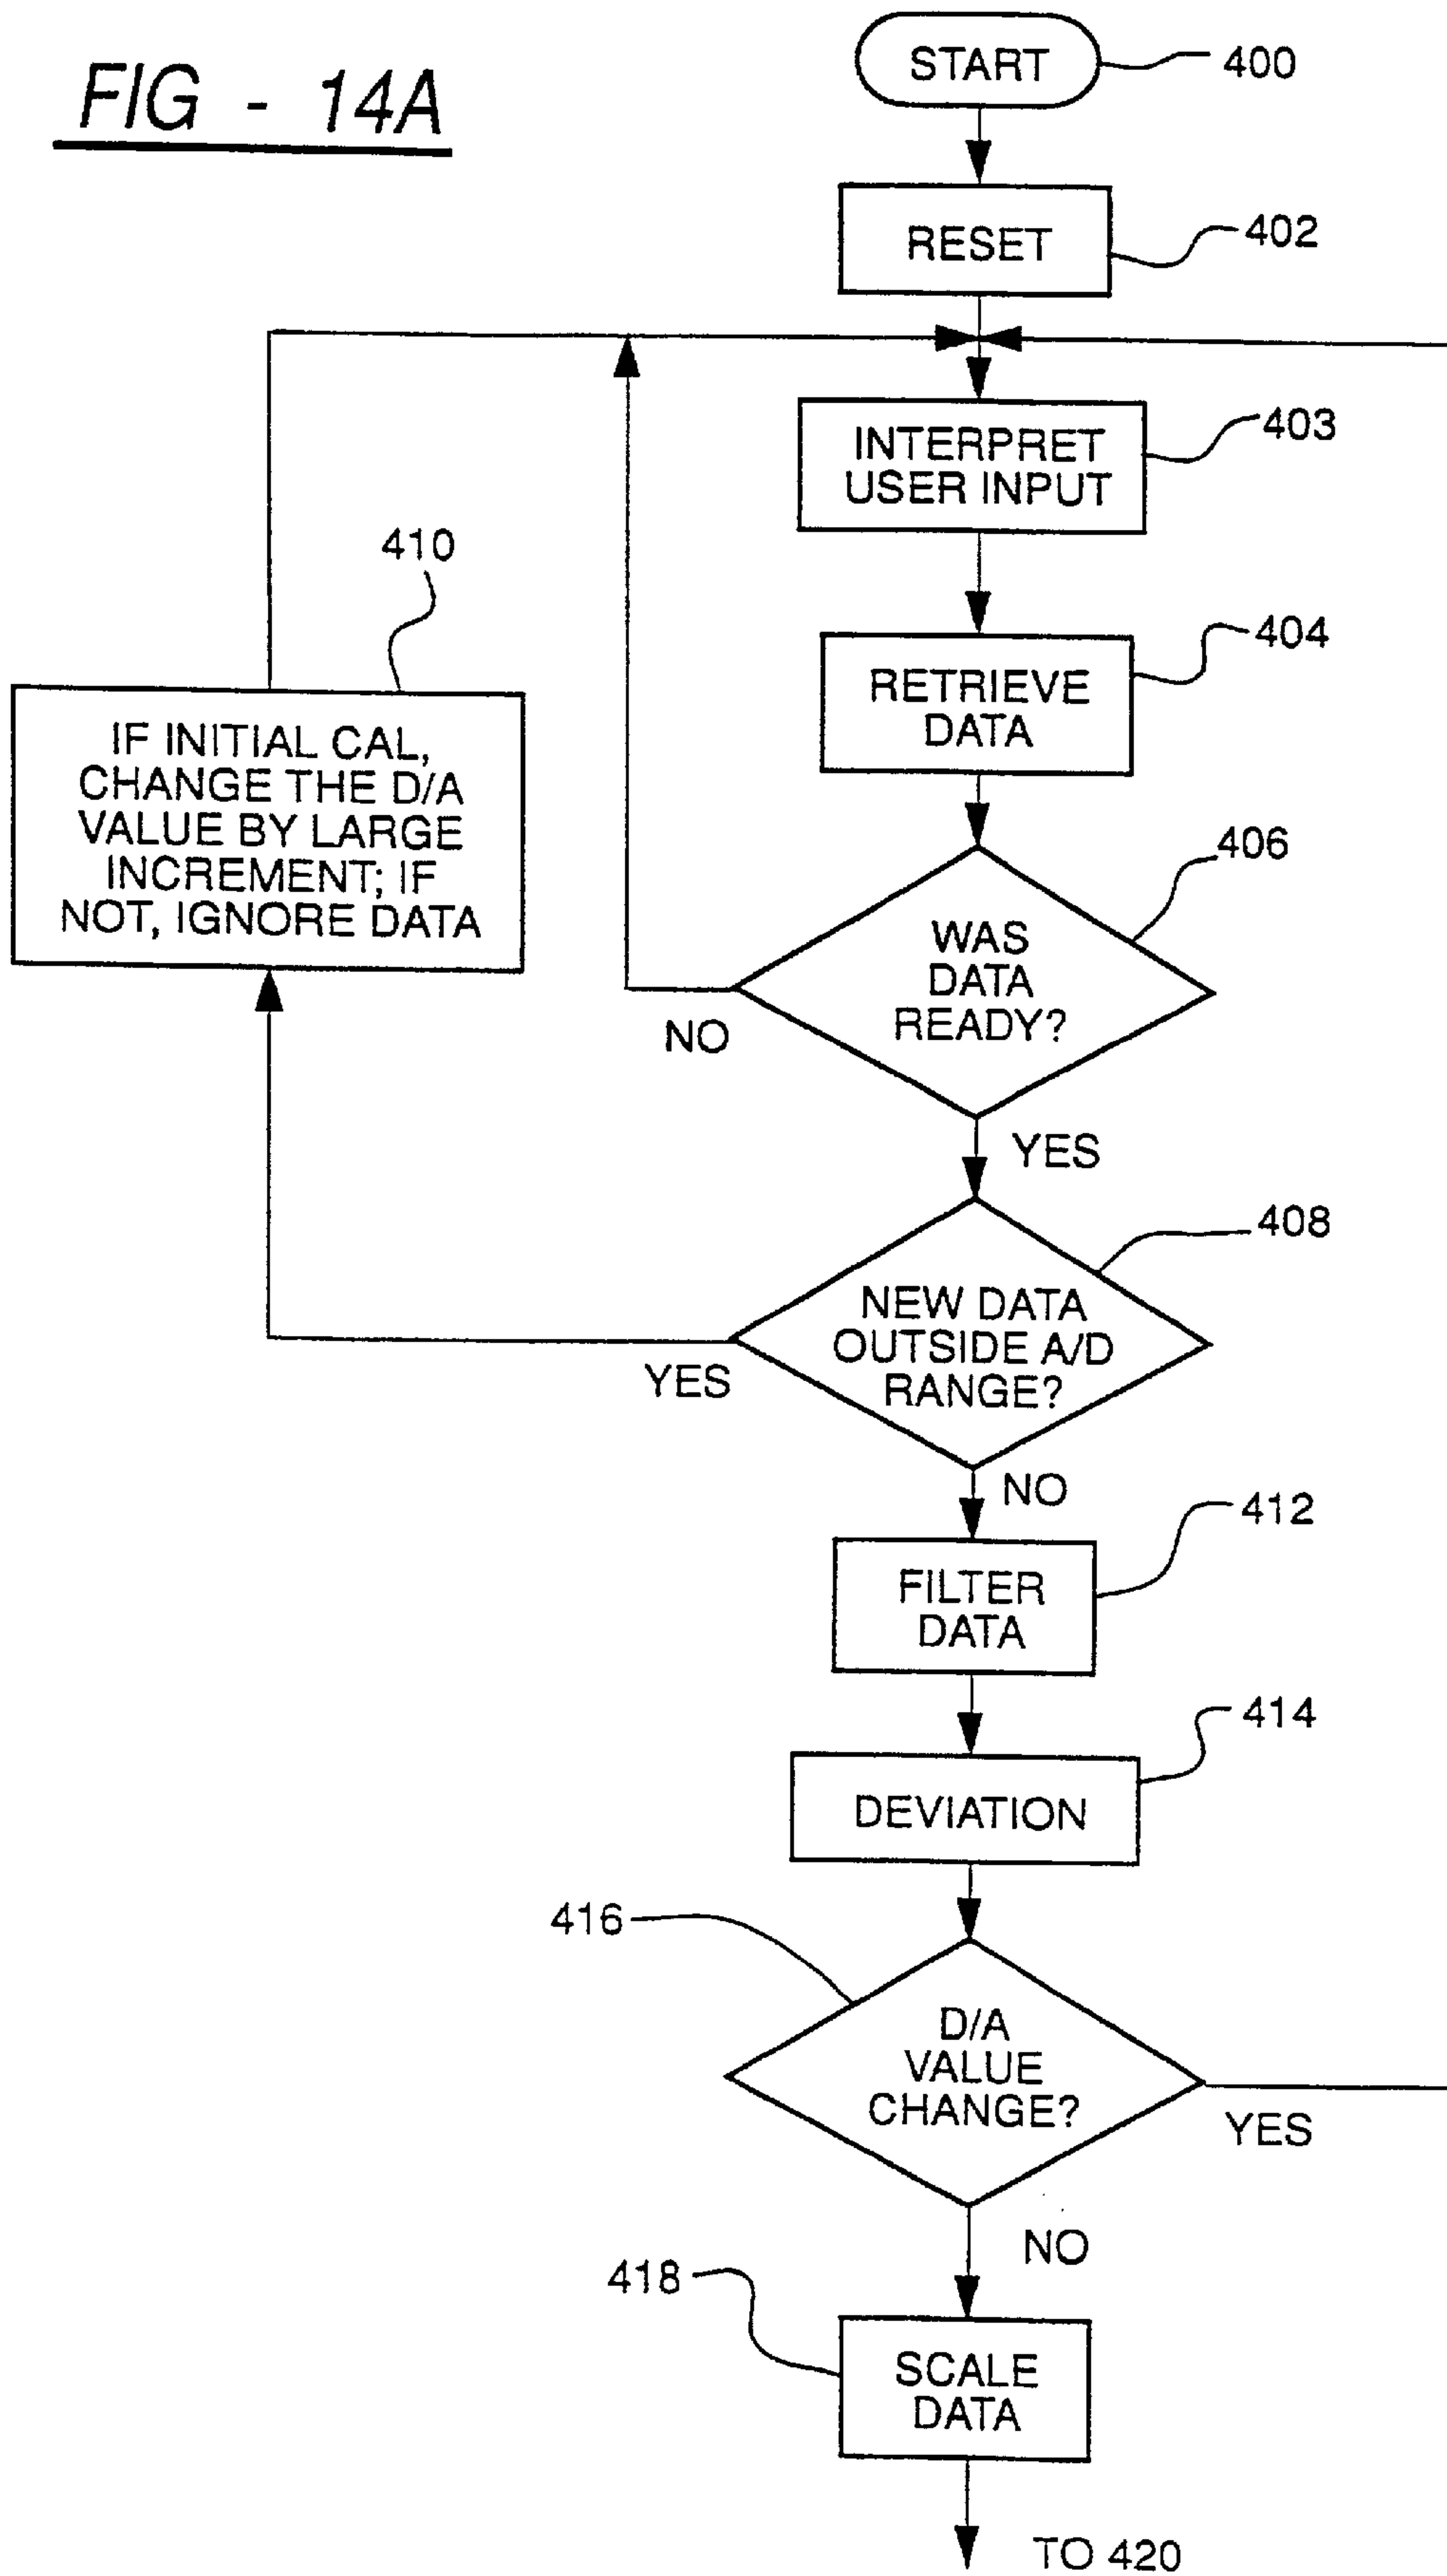 FIG - 14A
START
400
RESET
402
INTERPRET
USER INPUT
403
410
RETRIEVE
DATA
404
IF INITIAL CAL,
CHANGE THE D/A
VALUE BY LARGE
INCREMENT; IF
NOT, IGNORE DATA
406
WAS
DATA
READY?
NO
YES
408
NEW DATA
OUTSIDE A/D
RANGE?
YES
NO
412
FILTER
DATA
414
DEVIATION
416
D/A
VALUE
CHANGE?
YES
NO
418
SCALE
DATA
TO 420